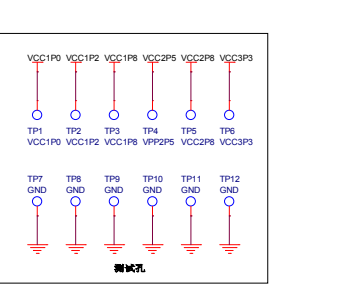 VCC1P0 VCC1P2 VCC1P8 VCC2P5 VCC2P8 VCC3P3
TP1 TP2 TP3 TP4 TP5 TP6
VCC1P0 VCC1P2 VCC1P8 VPP2P5 VCC2P8 VCC3P3
TP7 TP8 TP9 TP10 TP11 TP12
GND GND GND GND GND GND
测试孔